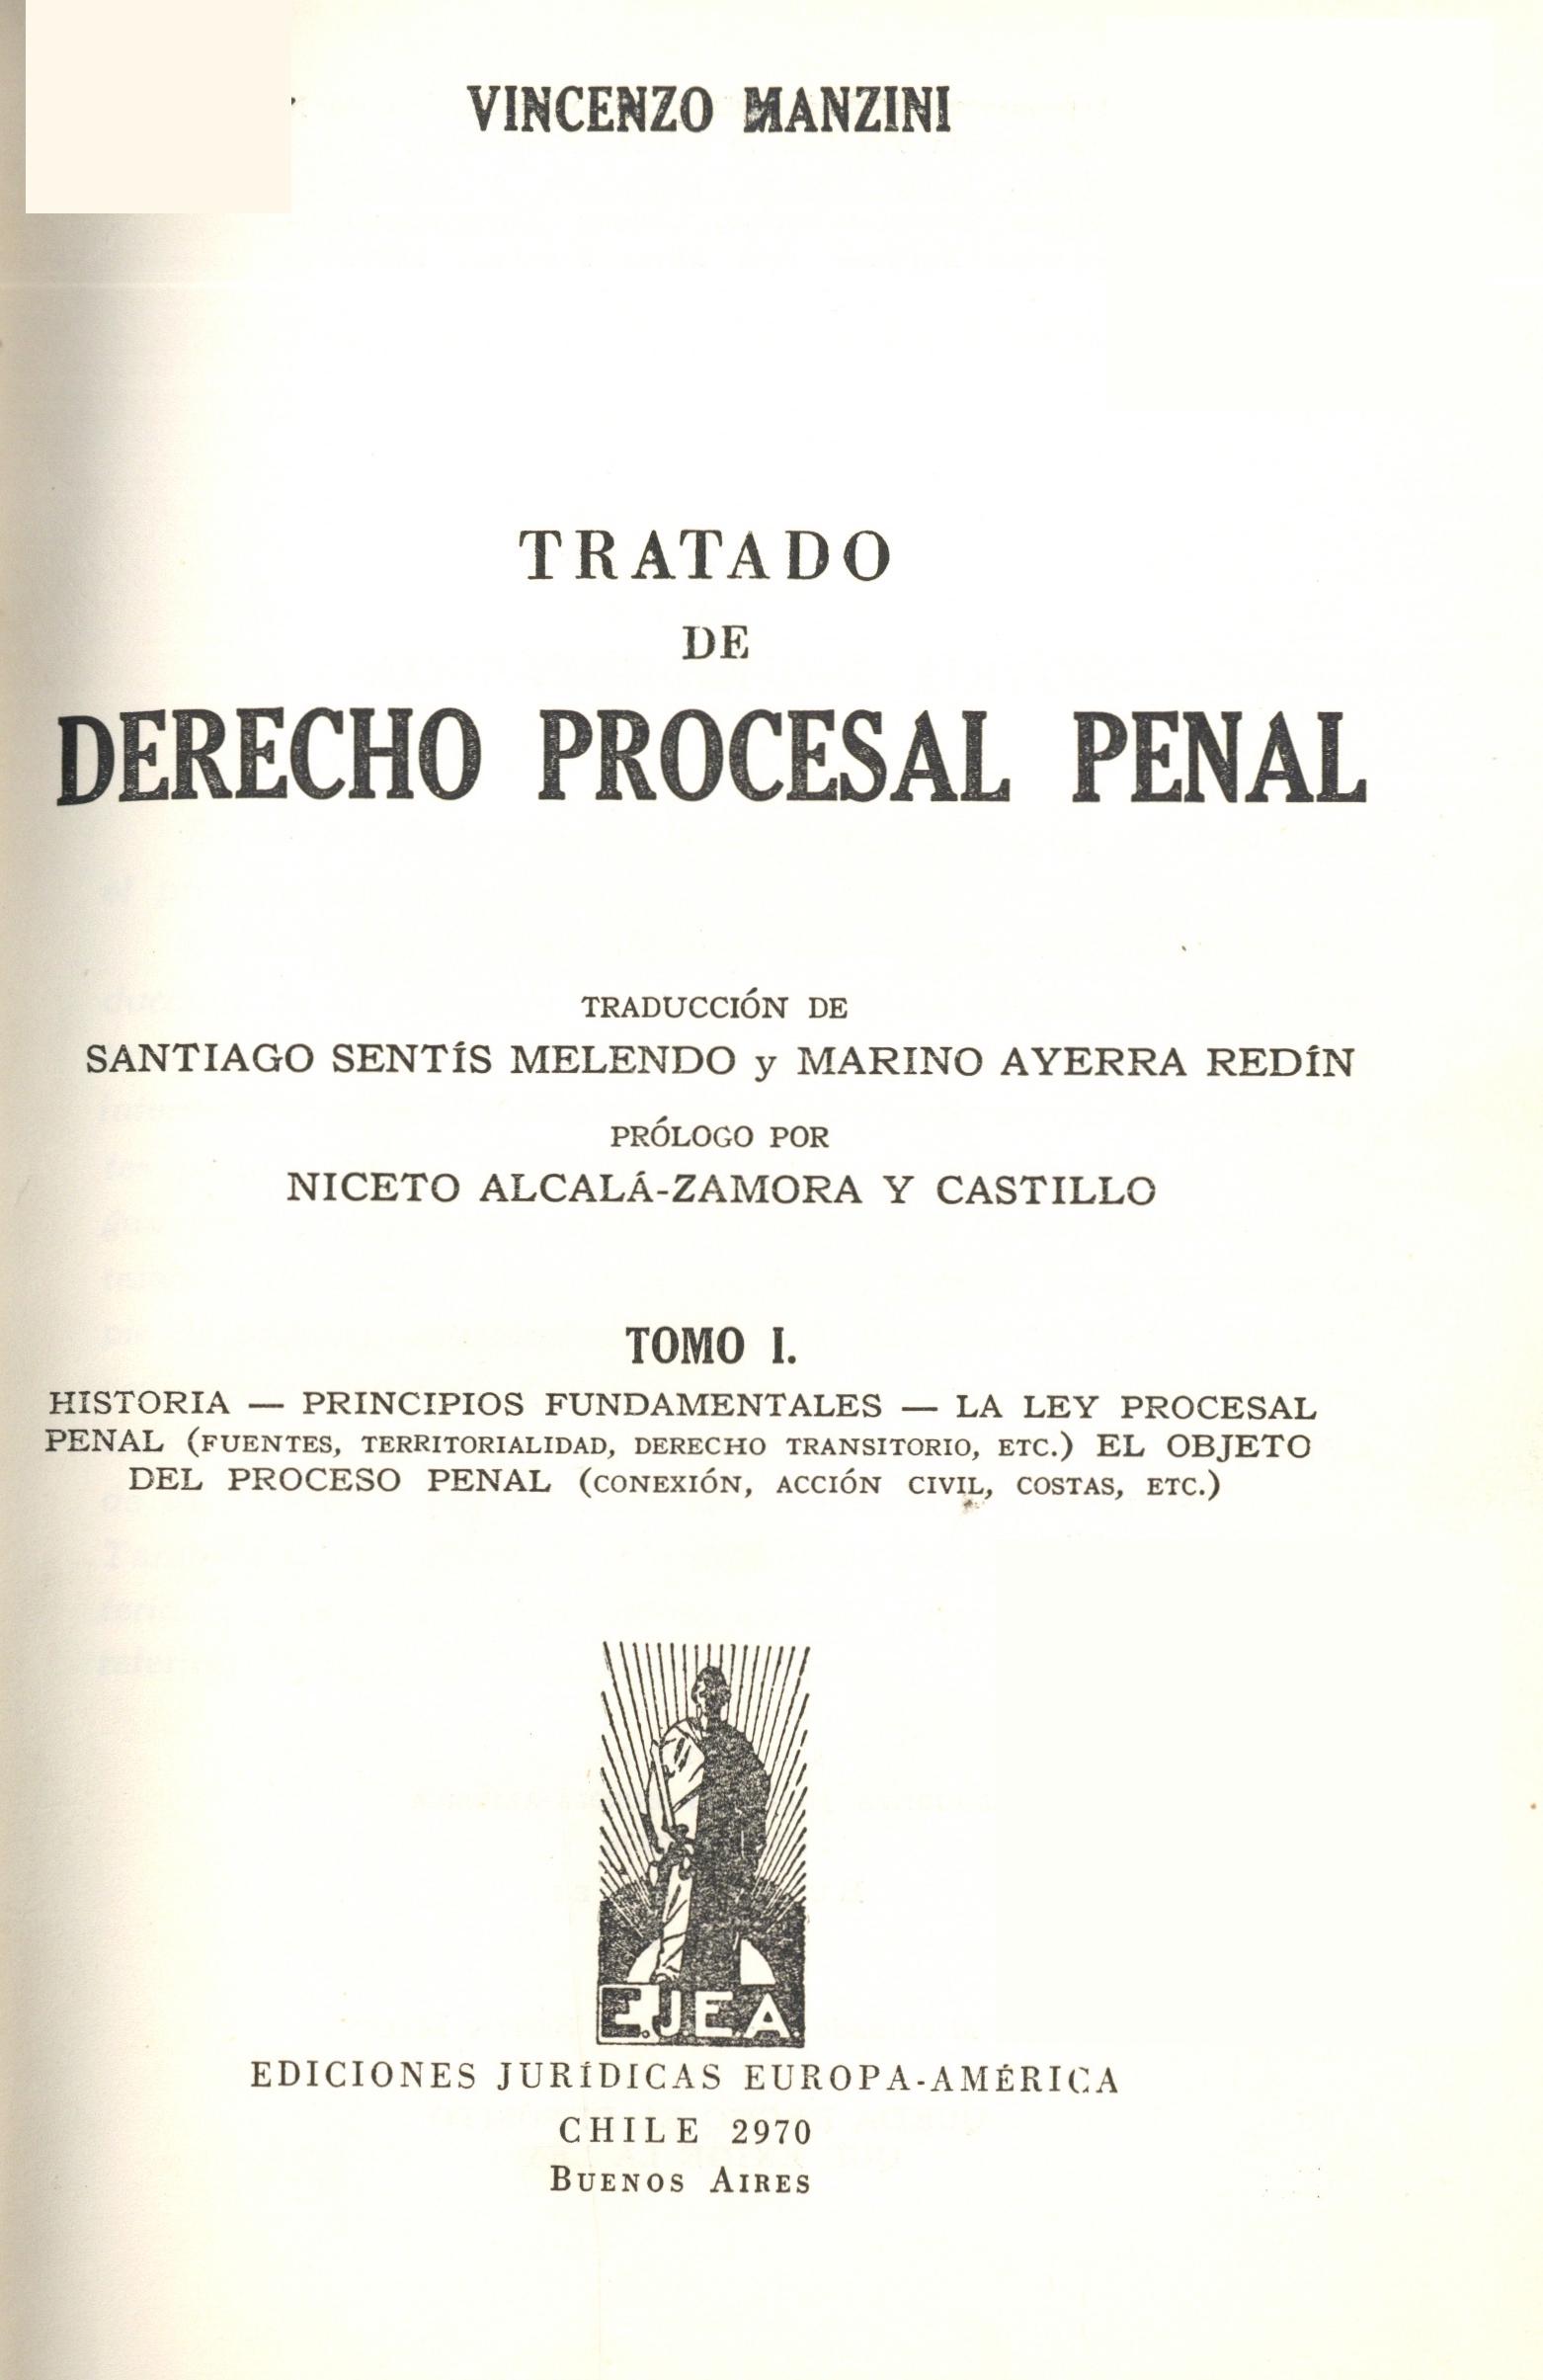 VINCENZO MANZINI
TRATADO
DE
DERECHO PROCESAL PENAL
TRADUCCIÓN DE
SANTIAGO SENTÍS MELENDO y MARINO AYERRA REDÍN
PRÓLOGO POR
NICETO ALCALÁ-ZAMORA Y CASTILLO
TOMO I.
HISTORIA — PRINCIPIOS FUNDAMENTALES — LA LEY PROCESAL
PENAL (FUENTES, TERRITORIALIDAD, DERECHO TRANSITORIO, ETC.) EL OBJETO
DEL PROCESO PENAL (CONEXIÓN, ACCIÓN CIVIL, COSTAS, ETC.)
E.J.E.A.
EDICIONES JURÍDICAS EUROPA-AMÉRICA
CHILE 2970
BUENOS AIRES